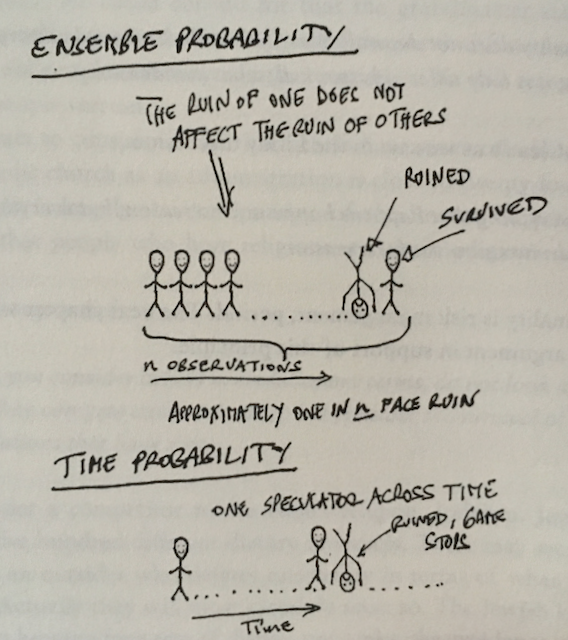 ENSEMBLE PROBABILITY
THE RUIN OF ONE DOES NOT
AFFECT THE RUIN OF OTHERS
RUINED
SURVIVED
n OBSERVATIONS
APPROXIMATELY ONE IN n FACE RUIN
TIME PROBABILITY
ONE SPECULATOR ACROSS TIME
RUINED, GAME
STOPS
Time